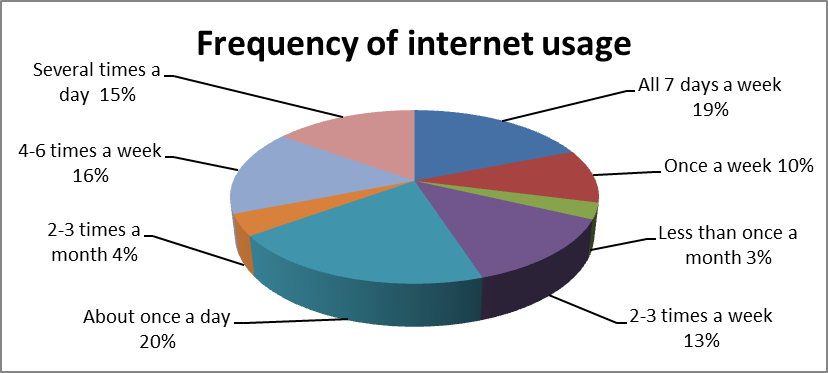 Frequency of internet usage
Several times a
day 15%
All 7 days a week
19%
4-6 times a week
16%
Once a week 10%
2-3 times a
month 4%
Less than once a
month 3%
About once a day
20%
2-3 times a week
13%